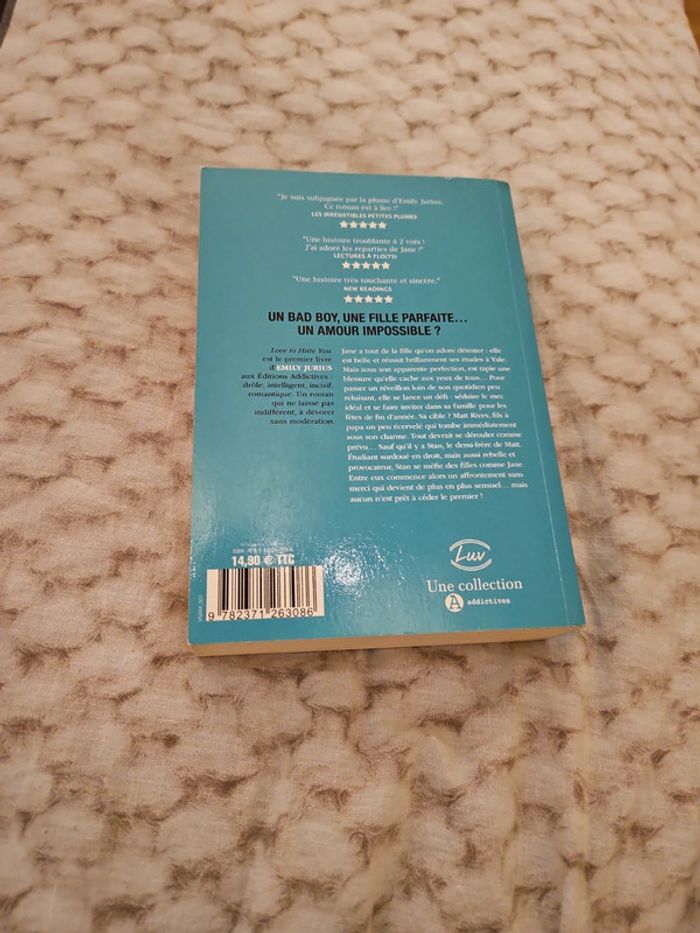 "Je suis subjuguée par la plume d'Emily Jurius.
Ce roman est à lire !"
LES IRRÉSISTIBLES PETITES PLUMES
"Une histoire troublante à 2 voix !
J'ai adoré les reparties de Jane !"
LECTURES À FLO(TS)
"Une histoire très touchante et sincère."
NEW READINGS
UN BAD BOY, UNE FILLE PARFAITE…
UN AMOUR IMPOSSIBLE ?
Love to Hate You
est le premier livre
d'EMILY JURIUS
aux Éditions Addictives :
drôle, intelligent, incisif,
romantique. Un roman
qui ne laisse pas
indifférent, à dévorer
sans modération.
Jane a tout de la fille qu'on adore détester : elle
est belle et réussit brillamment ses études à Yale.
Mais sous son apparente perfection, est tapie une
blessure qu'elle cache aux yeux de tous… Pour
passer un réveillon loin de son quotidien peu
reluisant, elle se lance un défi : séduire le mec
idéal et se faire inviter dans sa famille pour les
fêtes de fin d'année. Sa cible ? Matt Rives, fils à
papa un peu écervelé qui tombe immédiatement
sous son charme. Tout devrait se dérouler comme
prévu… Sauf qu'il y a Stan, le demi-frère de Matt.
Étudiant surdoué en droit, mais aussi rebelle et
provocateur, Stan se méfie des filles comme Jane.
Entre eux commence alors un affrontement sans
merci qui devient de plus en plus sensuel… mais
aucun n'est prêt à céder le premier !
14,90 € TTC
9 782371 263086
Luv
Une collection
A addictives